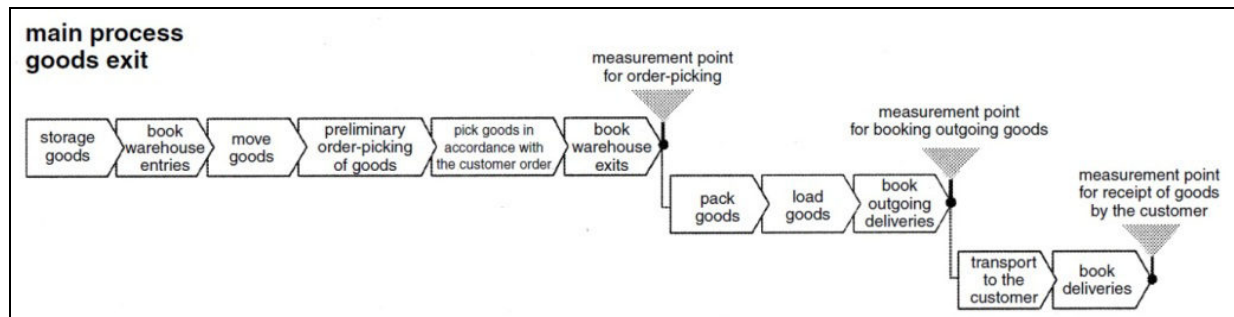 main process
goods exit
measurement point
for order-picking
storage
goods
book
warehouse
entries
move
goods
preliminary
order-picking
of goods
pick goods in
accordance with
the customer order
book
warehouse
exits
measurement point
for booking outgoing goods
pack
goods
load
goods
book
outgoing
deliveries
measurement point
for receipt of goods
by the customer
transport
to the
customer
book
deliveries